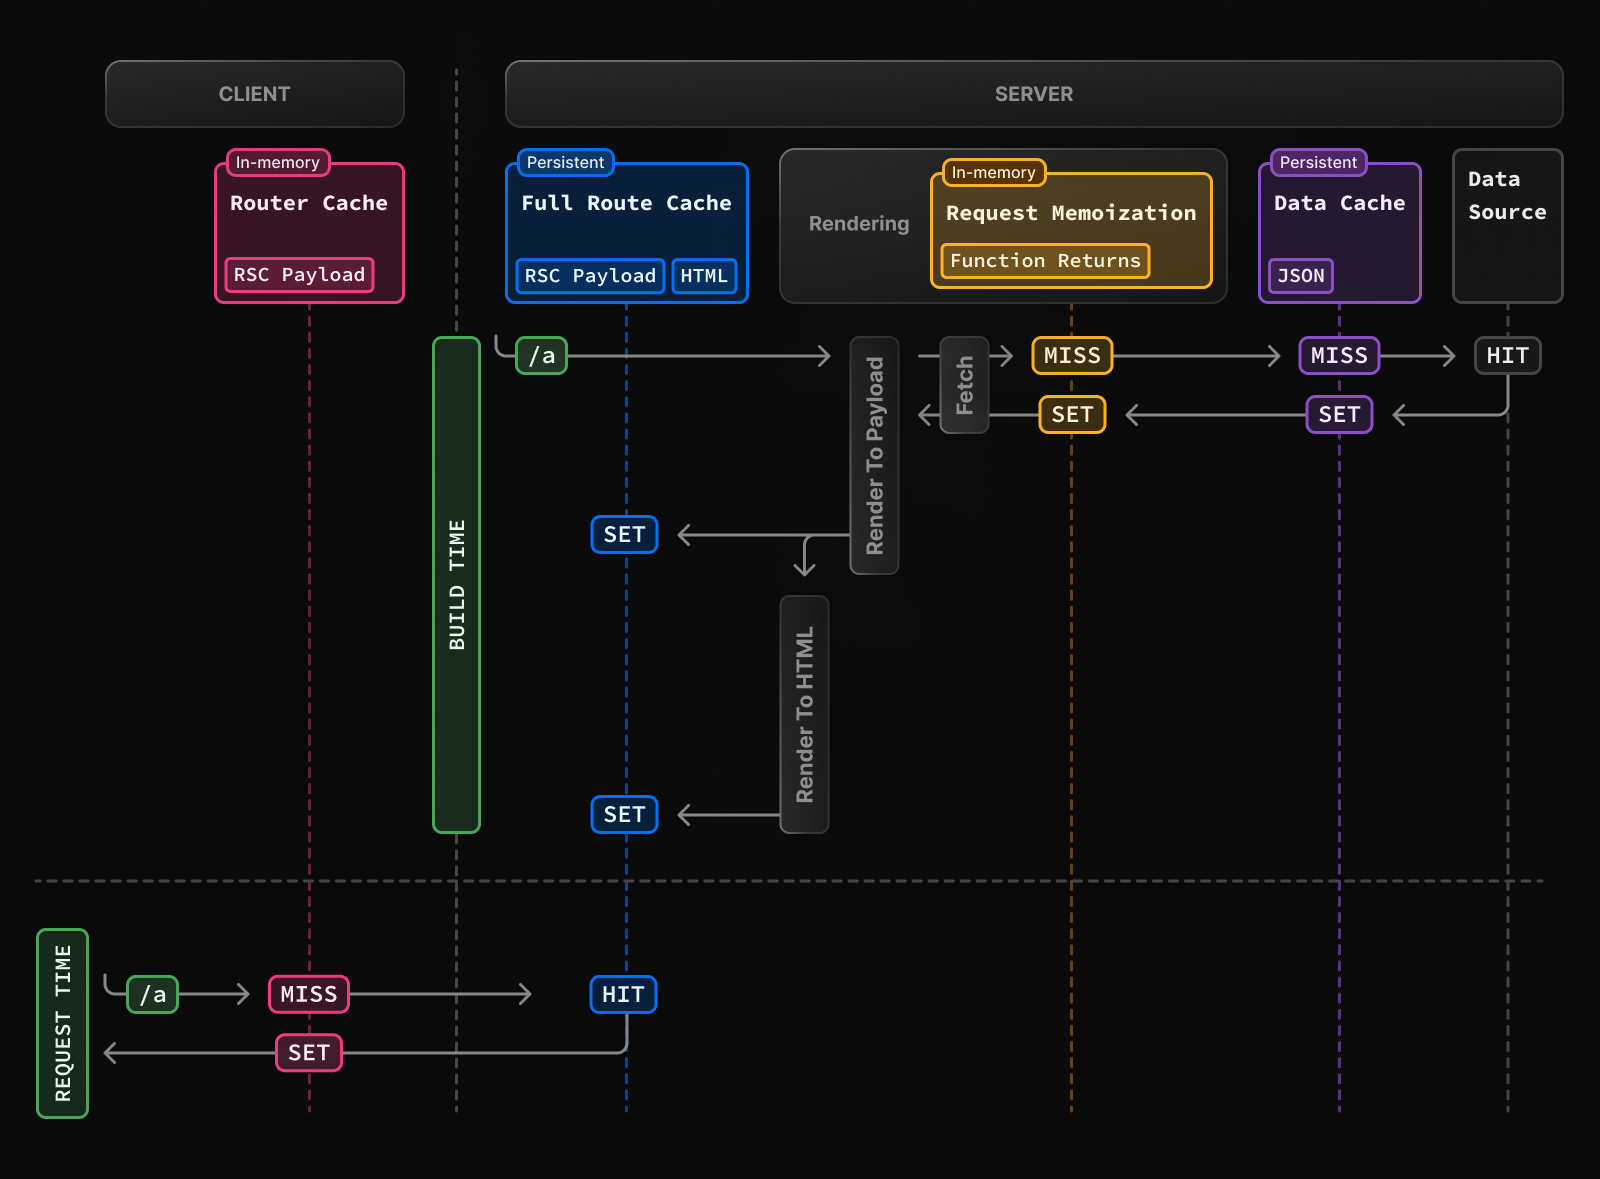 CLIENT
SERVER
In-memory
Router Cache
RSC Payload
Persistent
Full Route Cache
RSC Payload
HTML
Rendering
In-memory
Request Memoization
Function Returns
Persistent
Data Cache
JSON
Data
Source
BUILD TIME
/a
Render To Payload
Fetch
MISS
MISS
HIT
SET
SET
SET
Render To HTML
SET
REQUEST TIME
/a
MISS
HIT
SET